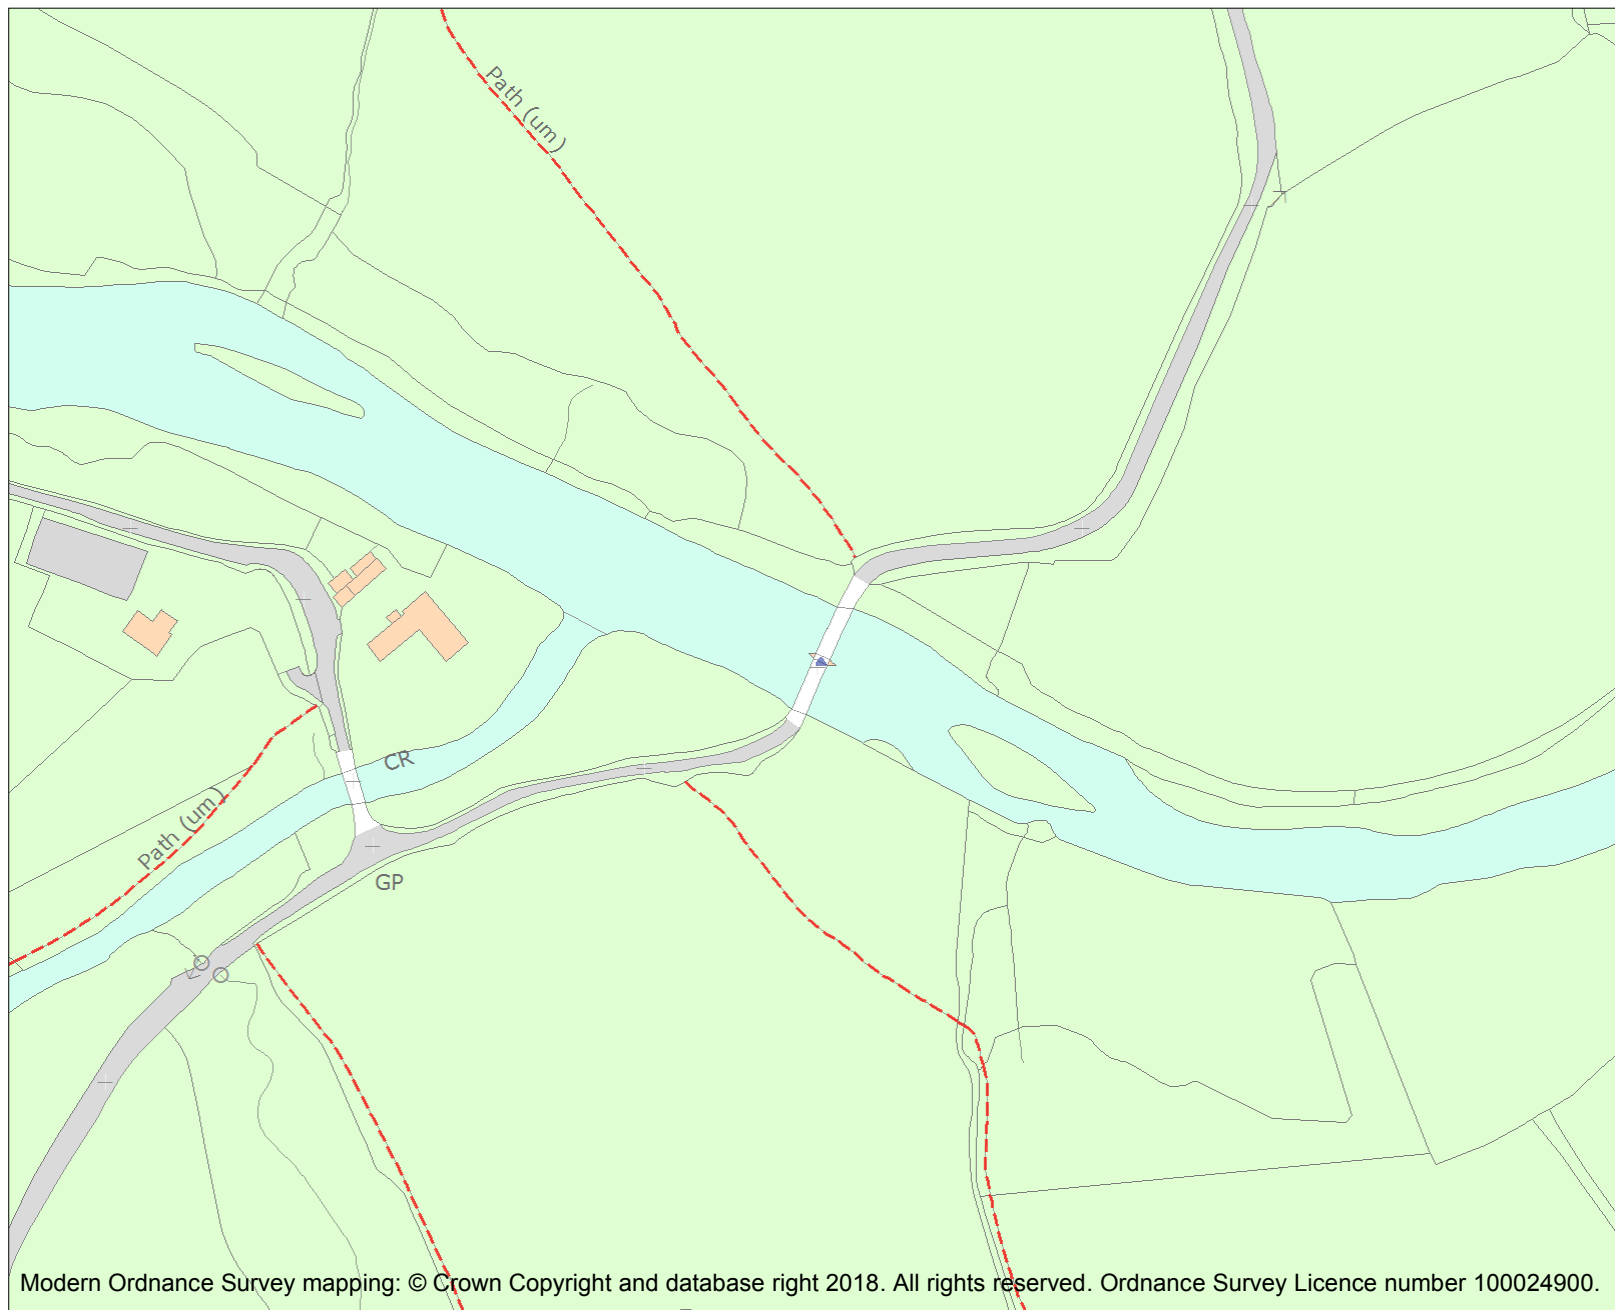 Path (um)
CR
Path (um)
GP
Modern Ordnance Survey mapping: © Crown Copyright and database right 2018. All rights reserved. Ordnance Survey Licence number 100024900.